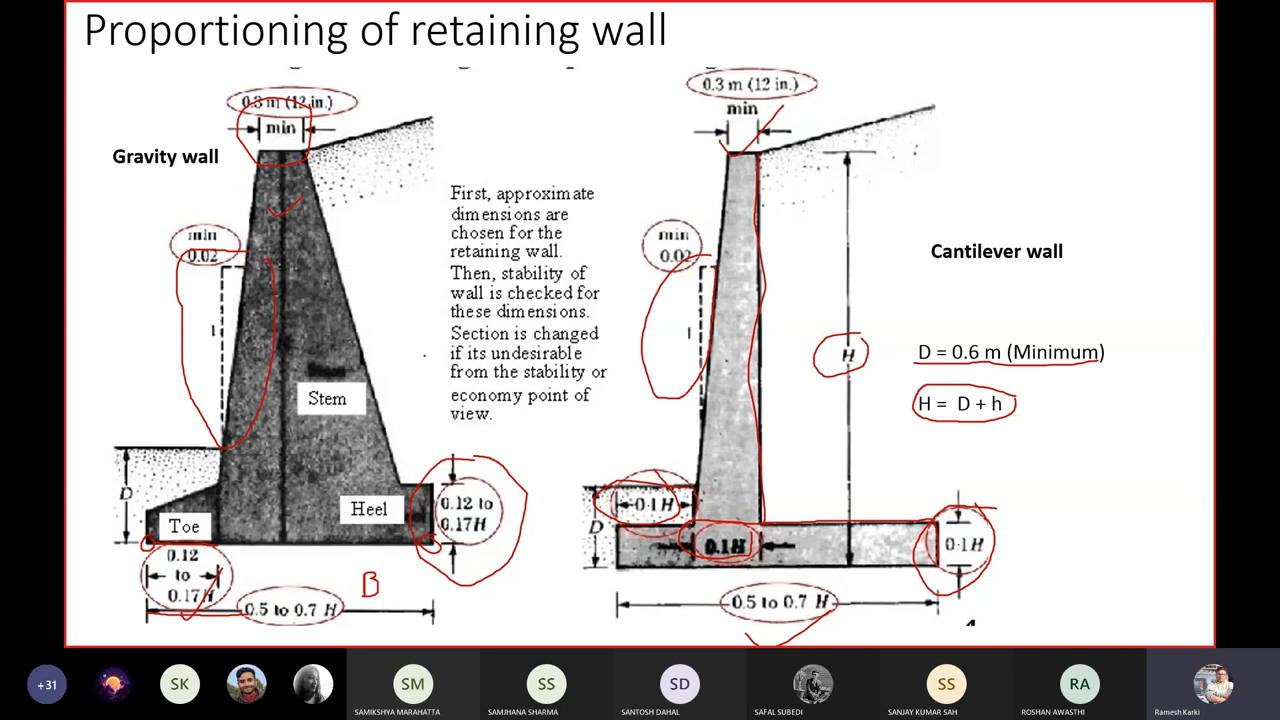 Proportioning of retaining wall
0.3 m (12 in.)
min
Gravity wall
min
0.02
1
Stem
Heel
Toe
D
0.12 to
0.17H
0.12
to
0.17H
B
0.5 to 0.7 H
First, approximate
dimensions are
chosen for the
retaining wall.
Then, stability of
wall is checked for
these dimensions.
Section is changed
if its undesirable
from the stability or
economy point of
view.
0.3 m (12 in.)
min
min
0.02
1
H
0.1H
D
0.1H
0.1H
0.5 to 0.7 H
Cantilever wall
D = 0.6 m (Minimum)
H = D + h
+31
SK
SM
SAMIKSHYA MARAHATTA
SS
SAMJHANA SHARMA
SD
SANTOSH DAHAL
SAFAL SUBEDI
SS
SANJAY KUMAR SAH
RA
ROSHAN AWASTHI
Ramesh Karki